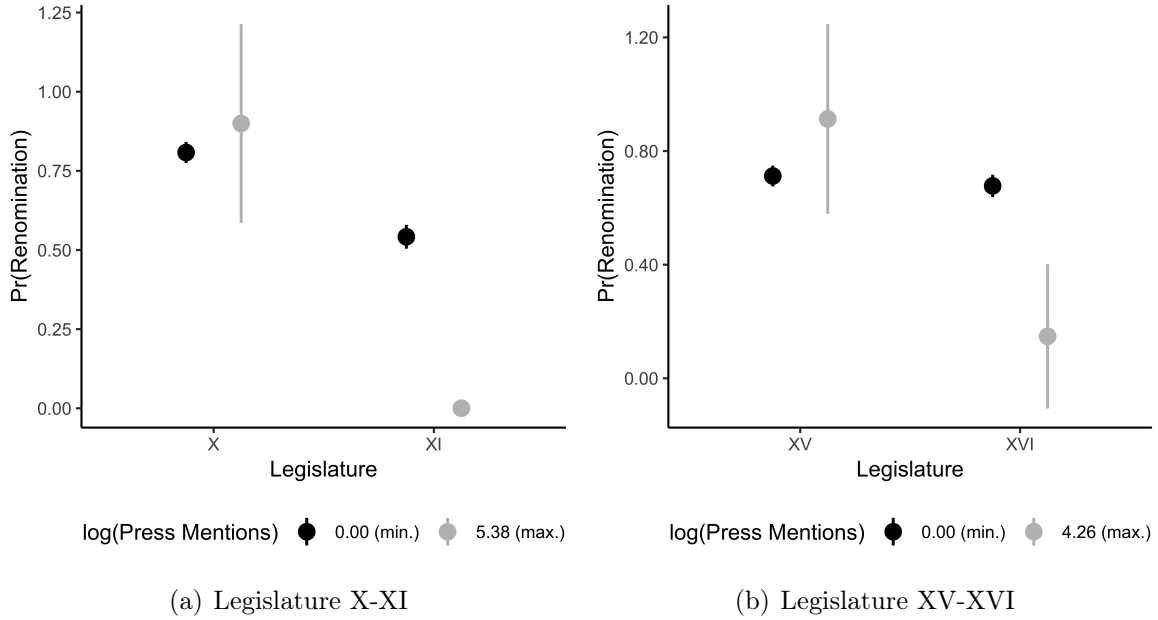 1.25
1.00
0.75
0.50
0.25
0.00
Pr(Renomination)
X XI
Legislature
log(Press Mentions) 0.00 (min.) 5.38 (max.)
(a) Legislature X-XI
1.20
0.80
0.40
0.00
Pr(Renomination)
XV XVI
Legislature
log(Press Mentions) 0.00 (min.) 4.26 (max.)
(b) Legislature XV-XVI